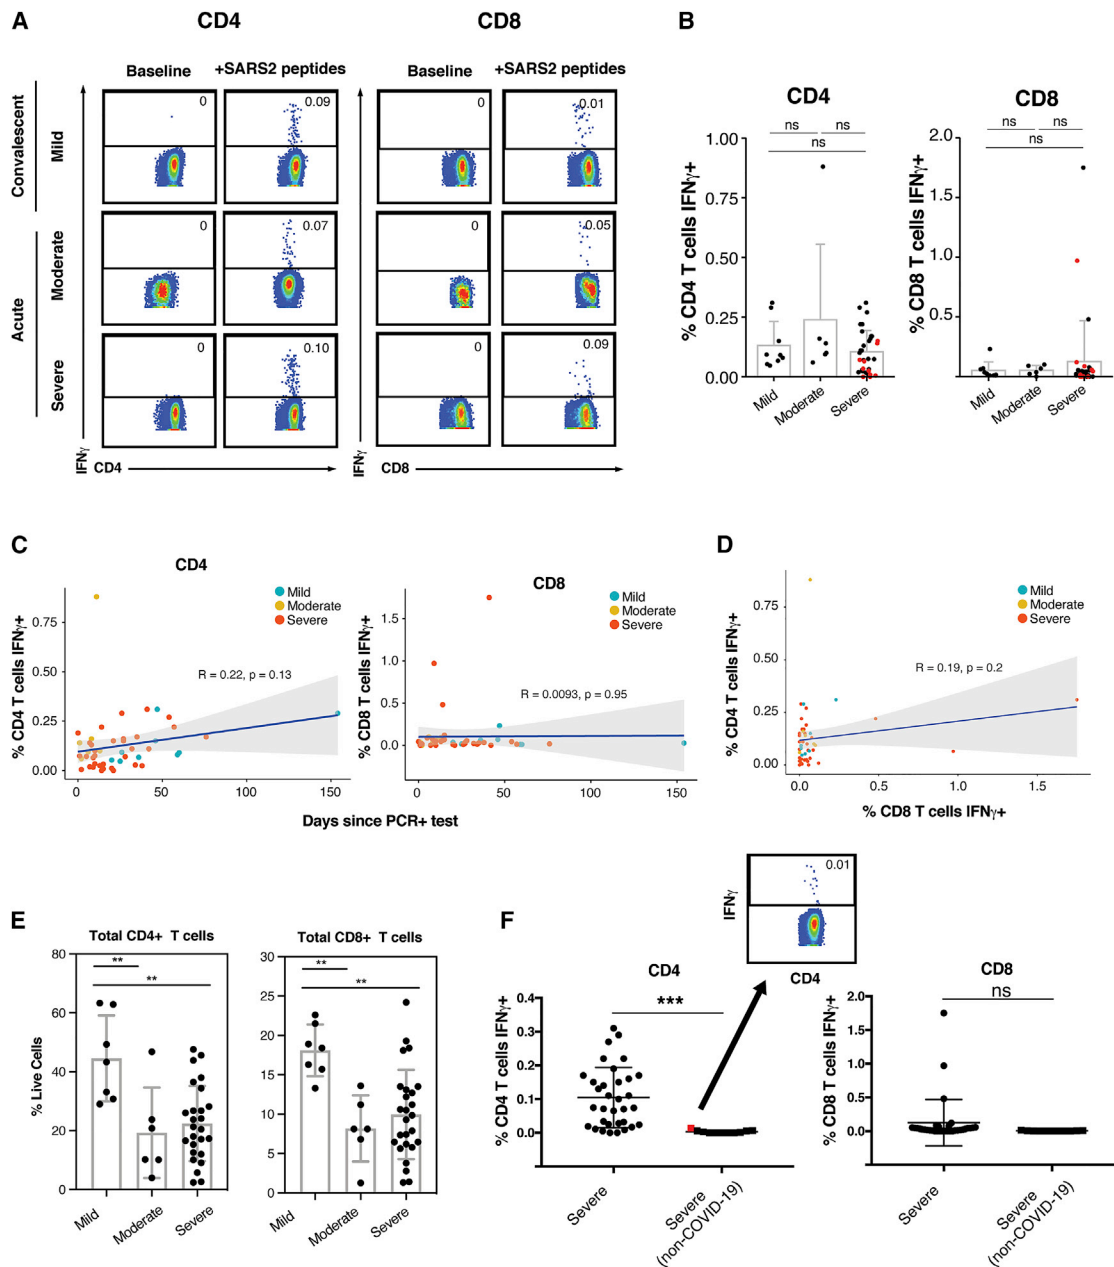 A
CD4
CD8
Baseline
+SARS2 peptides
Baseline
+SARS2 peptides
Convalescent
Mild
0
0.09
0
0.01
Acute
Moderate
0
0.07
0
0.05
Severe
0
0.10
0
0.09
IFNγ
CD4
IFNγ
CD8
B
CD4
CD8
ns
ns
ns
ns
ns
ns
% CD4 T cells IFNγ+
1.00
0.75
0.50
0.25
0.00
Mild
Moderate
Severe
% CD8 T cells IFNγ+
2.0
1.5
1.0
0.5
Mild
Moderate
Severe
C
CD4
Mild
Moderate
Severe
R = 0.22, p = 0.13
% CD4 T cells IFNγ+
0.75
0.50
0.25
0.00
0
50
100
150
CD8
Mild
Moderate
Severe
R = 0.0093, p = 0.95
% CD8 T cells IFNγ+
1.5
1.0
0.5
0.0
0
50
100
150
Days since PCR+ test
D
Mild
Moderate
Severe
R = 0.19, p = 0.2
% CD4 T cells IFNγ+
0.75
0.50
0.25
0.00
0.0
0.5
1.0
1.5
% CD8 T cells IFNγ+
E
Total CD4+ T cells
**
**
% Live Cells
80
60
40
20
0
Mild
Moderate
Severe
Total CD8+ T cells
**
**
30
25
20
15
10
5
0
Mild
Moderate
Severe
F
IFNγ
0.01
CD4
CD4
***
% CD4 T cells IFNγ+
0.4
0.3
0.2
0.1
0.0
Severe
Severe
(non-COVID-19)
CD8
ns
% CD8 T cells IFNγ+
2.0
1.5
1.0
0.5
0.0
Severe
Severe
(non-COVID-19)